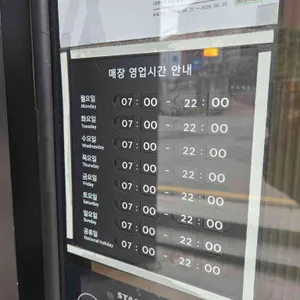 매장 영업시간 안내
월요일 07 : 00 - 22 : 00
Monday
화요일 07 : 00 - 22 : 00
Tuesday
수요일 07 : 00 - 22 : 00
Wednesday
목요일 07 : 00 - 22 : 00
Thursday
금요일 07 : 00 - 22 : 00
Friday
토요일 07 : 00 - 22 : 00
Saturday
일요일 07 : 00 - 22 : 00
Sunday
공휴일 07 : 00 - 22 : 00
National holiday